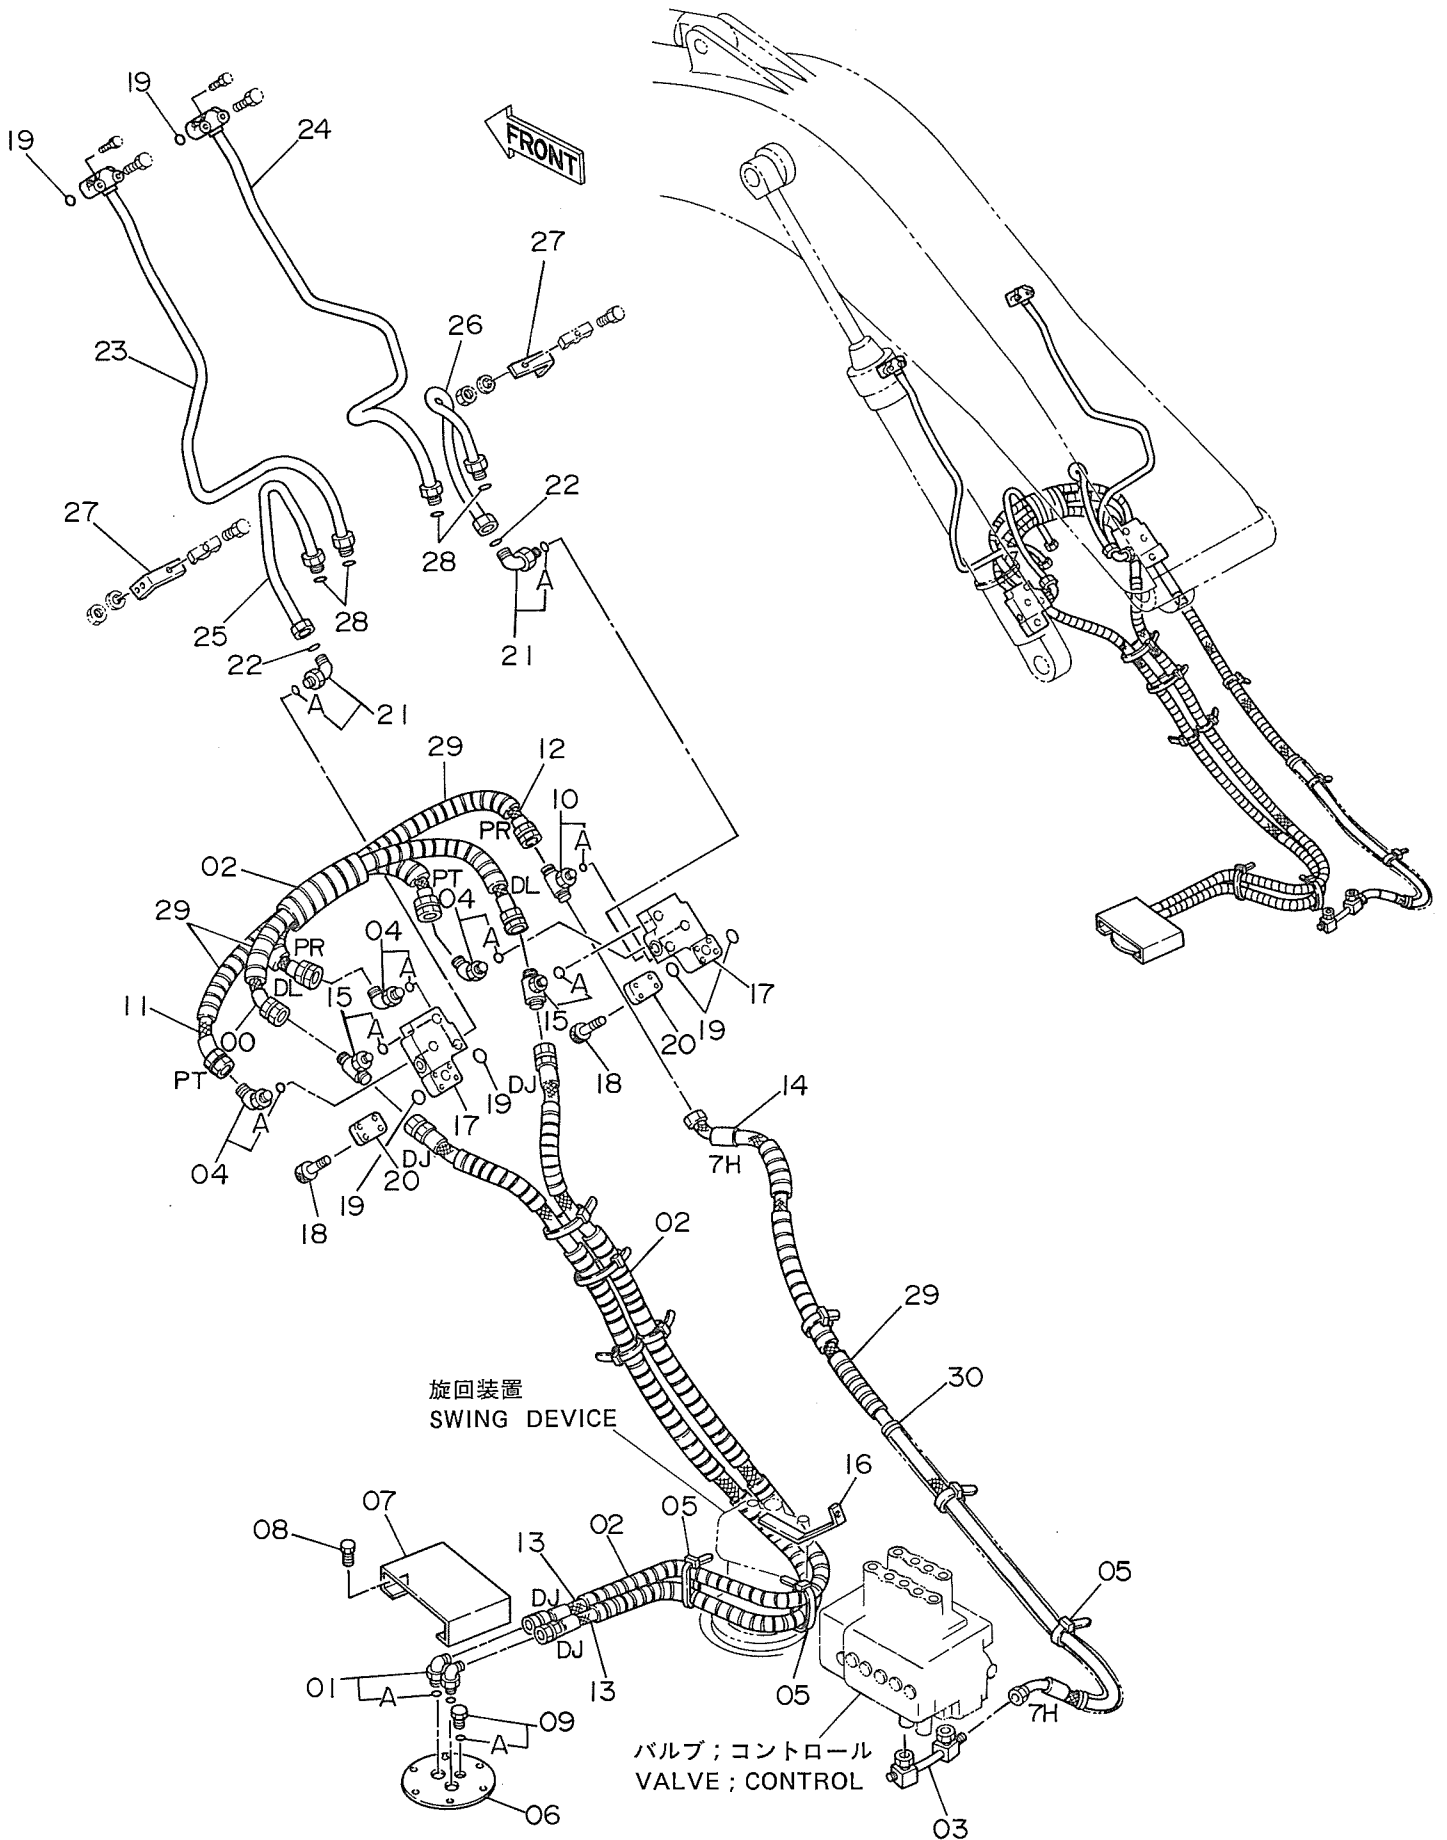 19
19
24
FRONT
27
26
23
27
22
28
A
28
25
21
22
A
21
29
12
10
PR
A
02
PT
DL
04
29
04
A
PR
A
DL
15
A
17
11
00
A
15
20
19
PT
DJ
18
14
A
19
17
04
DJ
20
7H
19
18
02
29
旋回装置
SWING DEVICE
30
16
07
05
08
02
13
05
DJ
DJ
01
A
13
05
09
7H
A
バルブ ; コントロール
VALVE ; CONTROL
06
03